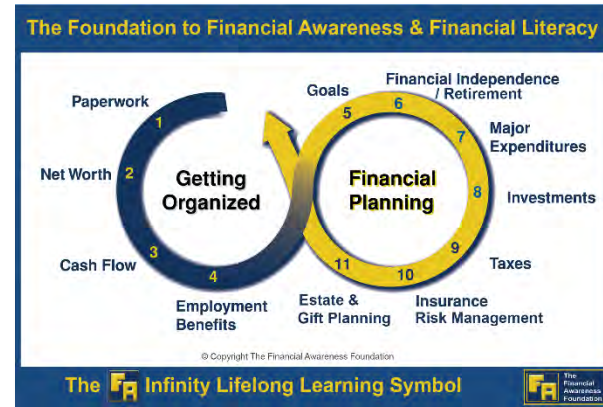 The Foundation to Financial Awareness & Financial Literacy
Paperwork
1
Net Worth
2
Cash Flow
3
4
Employment
Benefits
Getting
Organized
Goals
5
Financial Independence
/ Retirement
6
7
Major
Expenditures
8
Investments
9
Taxes
10
Insurance
Risk Management
11
Estate &
Gift Planning
Financial
Planning
© Copyright The Financial Awareness Foundation
The FA Infinity Lifelong Learning Symbol
FA
The
Financial
Awareness
Foundation